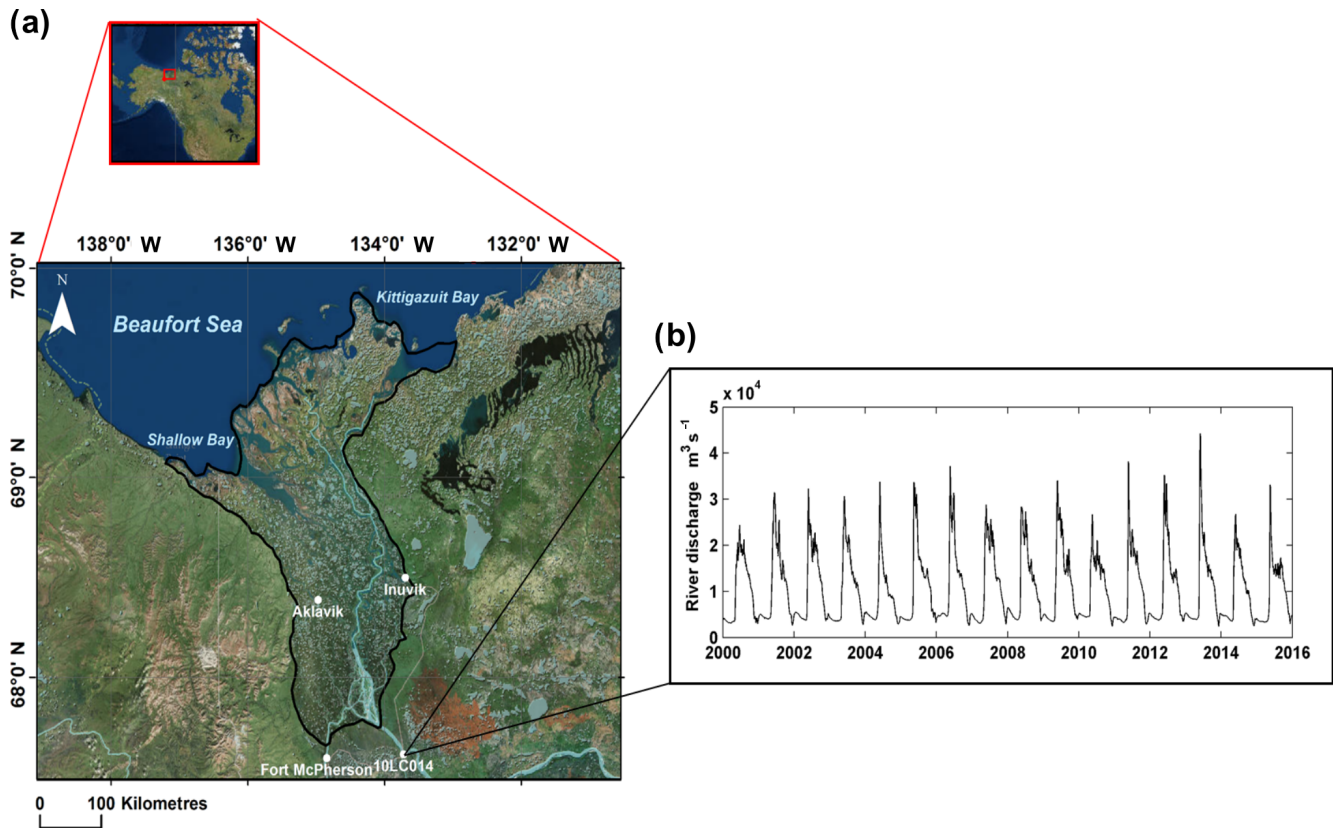 (a)
138°0' W 136°0' W 134°0' W 132°0' W
70°0' N
N
Kittigazuit Bay
Beaufort Sea
Shallow Bay
69°0' N
Inuvik
Aklavik
68°0' N
Fort McPherson
10LC014
0 100 Kilometres
(b)
x 10⁴
River discharge m³ s⁻¹
5
4
3
2
1
0
2000 2002 2004 2006 2008 2010 2012 2014 2016